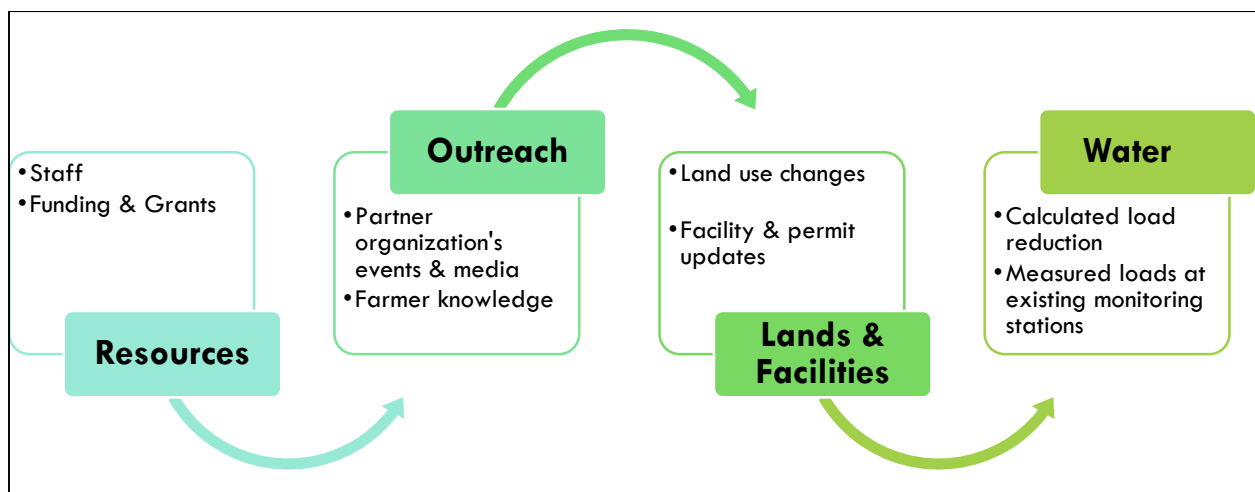 •Staff
•Funding & Grants
Resources
Outreach
•Partner
organization's
events & media
•Farmer knowledge
•Land use changes
•Facility & permit
updates
Lands &
Facilities
Water
•Calculated load
reduction
•Measured loads at
existing monitoring
stations